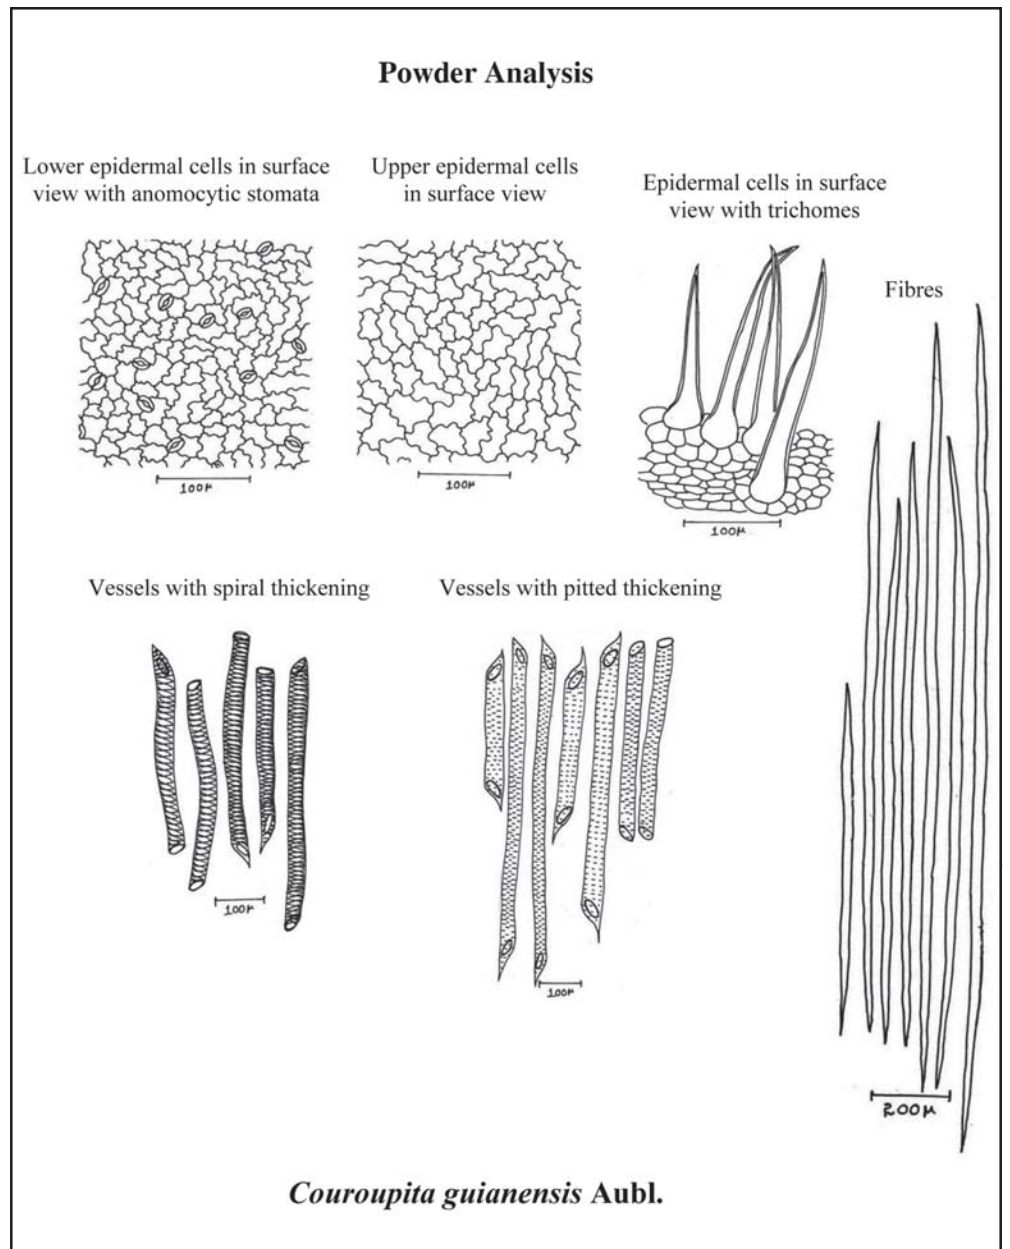 Powder Analysis
Lower epidermal cells in surface
view with anomocytic stomata
Upper epidermal cells
in surface view
Epidermal cells in surface
view with trichomes
Fibres
100μ
100μ
100μ
Vessels with spiral thickening
Vessels with pitted thickening
100μ
100μ
200μ
Couroupita guianensis Aubl.